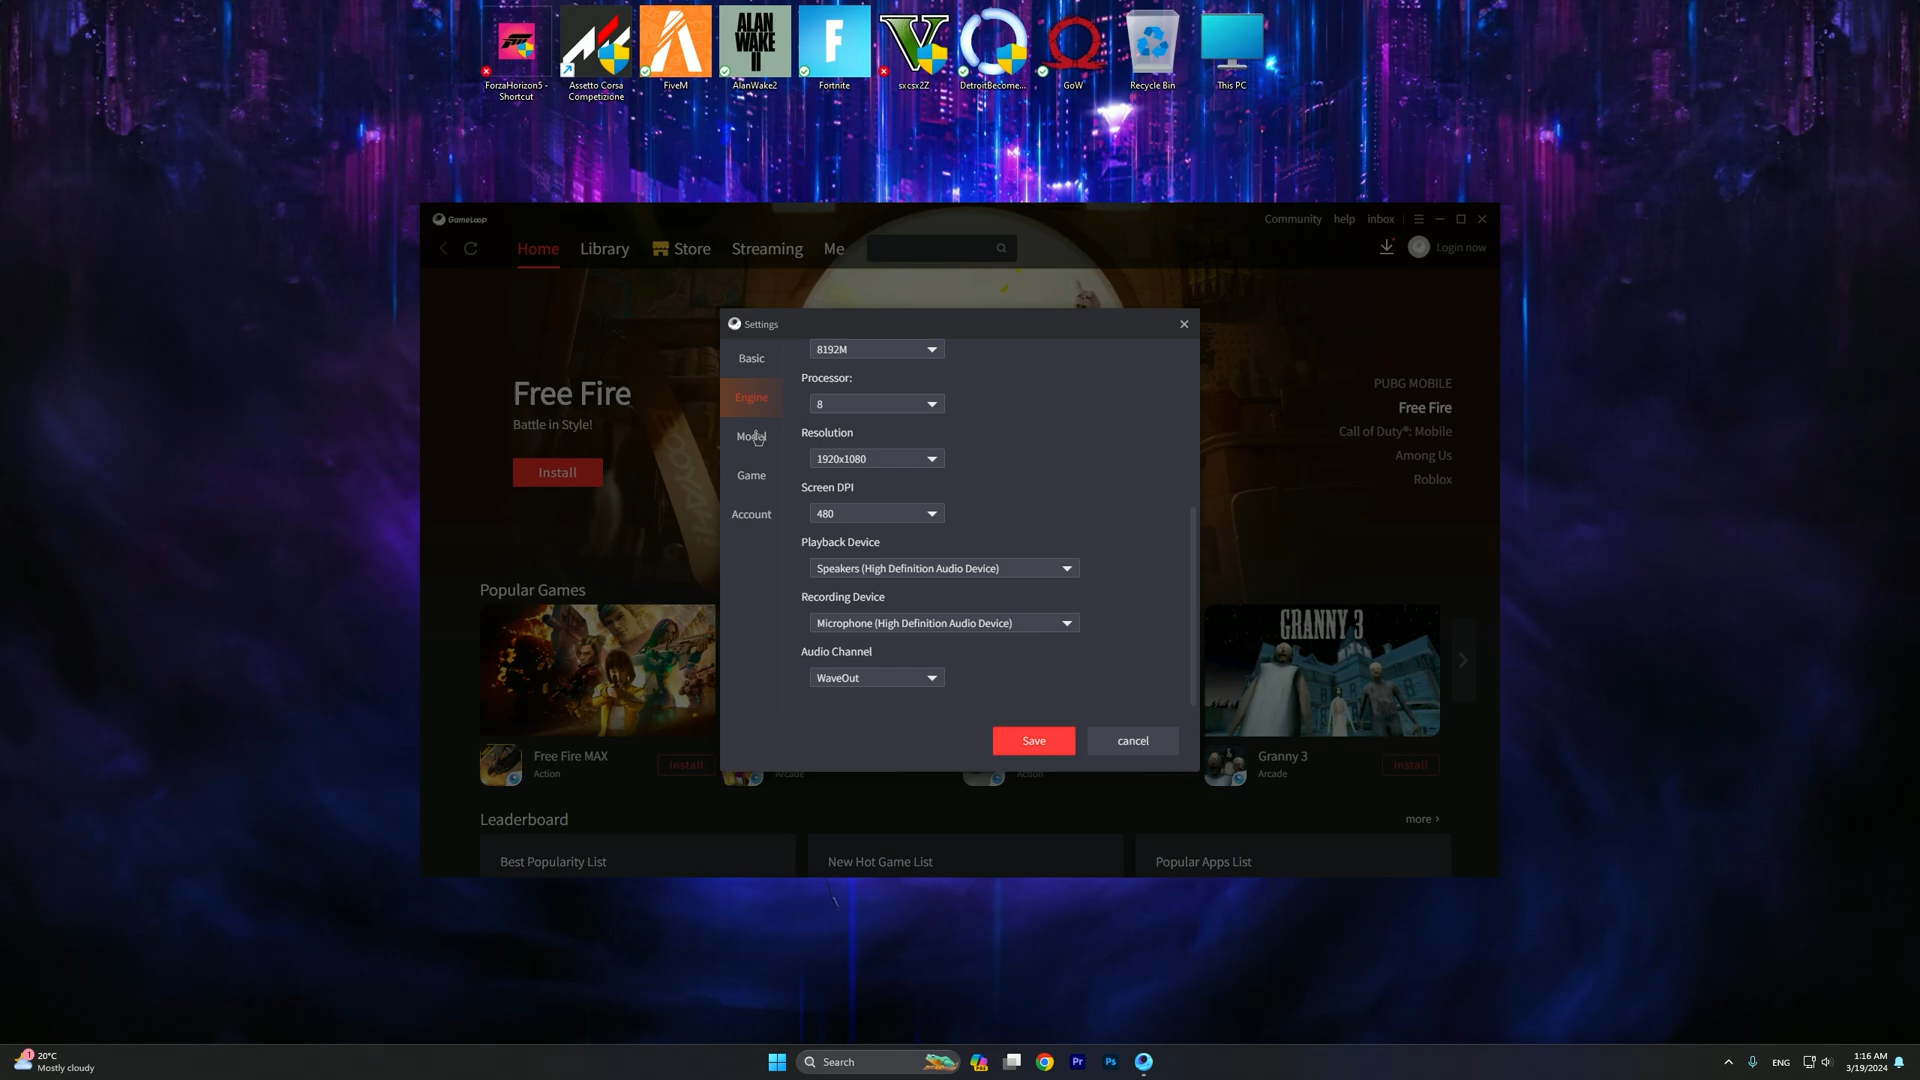 ForzaHorizon5 -
Shortcut
Assetto Corsa
Competizione
FiveM
ALAN
WAKE
II
AlanWake2
Fortnite
sxcsx2Z
DetroitBecome...
GoW
Recycle Bin
This PC
GameLoop
Community
help
inbox
Home
Library
Store
Streaming
Me
Login now
Free Fire
Battle in Style!
Install
PUBG MOBILE
Free Fire
Call of Duty®: Mobile
Among Us
Roblox
Settings
Basic
Engine
Model
Game
Account
8192M
Processor:
8
Resolution
1920x1080
Screen DPI
480
Playback Device
Speakers (High Definition Audio Device)
Recording Device
Microphone (High Definition Audio Device)
Audio Channel
WaveOut
Save
cancel
Popular Games
GRANNY 3
Free Fire MAX
Action
Install
Arcade
Action
Granny 3
Arcade
Install
Leaderboard
more ›
Best Popularity List
New Hot Game List
Popular Apps List
1
20°C
Mostly cloudy
Search
PRE
Pr
Ps
ENG
1:16 AM
3/19/2024